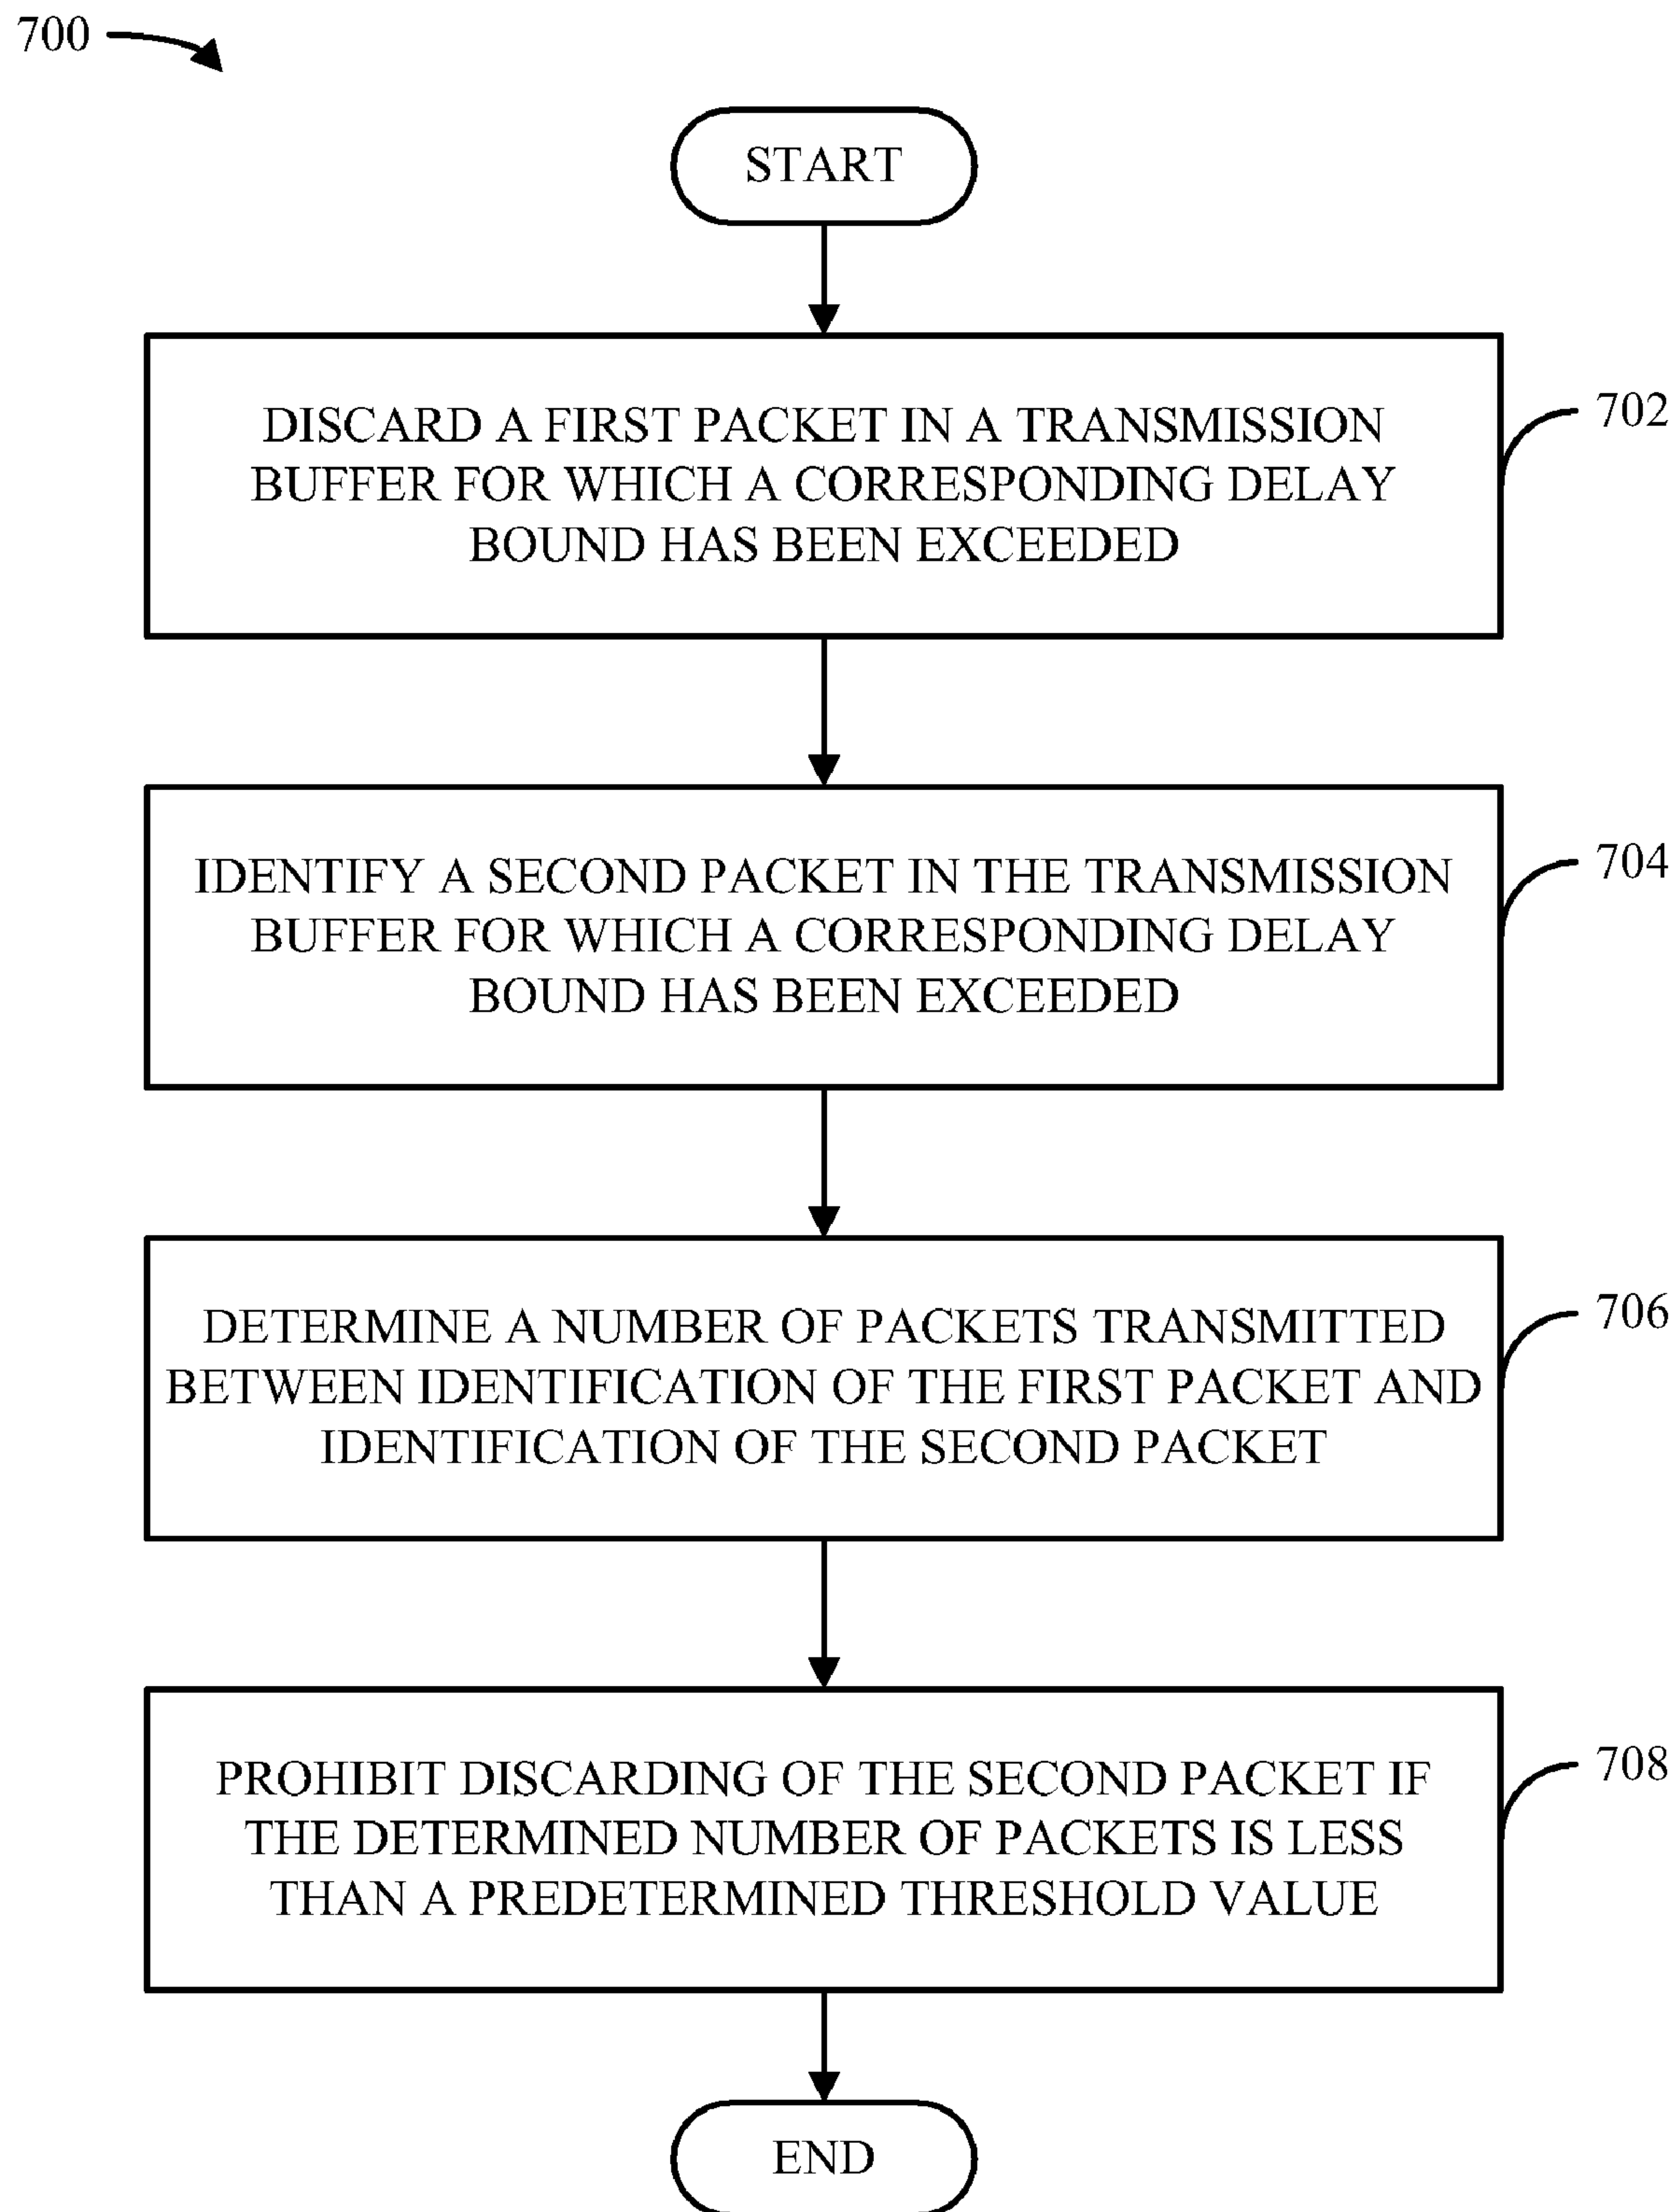 700
START
DISCARD A FIRST PACKET IN A TRANSMISSION
BUFFER FOR WHICH A CORRESPONDING DELAY
BOUND HAS BEEN EXCEEDED
702
IDENTIFY A SECOND PACKET IN THE TRANSMISSION
BUFFER FOR WHICH A CORRESPONDING DELAY
BOUND HAS BEEN EXCEEDED
704
DETERMINE A NUMBER OF PACKETS TRANSMITTED
BETWEEN IDENTIFICATION OF THE FIRST PACKET AND
IDENTIFICATION OF THE SECOND PACKET
706
PROHIBIT DISCARDING OF THE SECOND PACKET IF
THE DETERMINED NUMBER OF PACKETS IS LESS
THAN A PREDETERMINED THRESHOLD VALUE
708
END